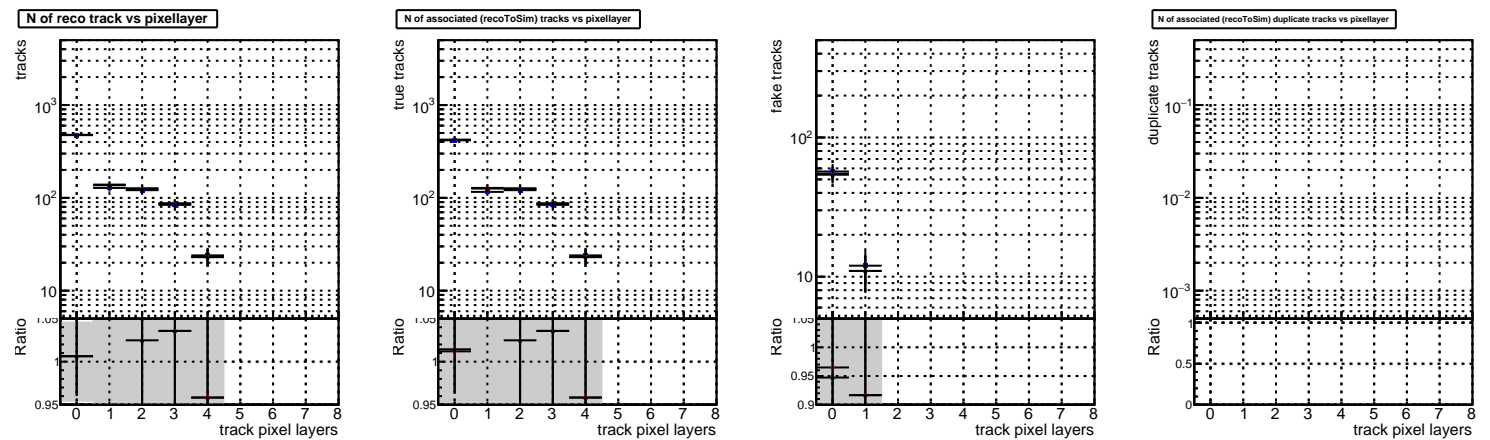 N of reco track vs pixellayer
tracks
10³
10²
10
1.05
Ratio
1
0.95
0 1 2 3 4 5 6 7 8
track pixel layers
N of associated (recoToSim) tracks vs pixellayer
true tracks
10³
10²
10
1.05
Ratio
1
0.95
0 1 2 3 4 5 6 7 8
track pixel layers
fake tracks
10²
10
1.05
Ratio
1
0.95
0.9
0 1 2 3 4 5 6 7 8
track pixel layers
N of associated (recoToSim) duplicate tracks vs pixellayer
duplicate tracks
10⁻¹
10⁻²
10⁻³
Ratio
1
0.5
0
0 1 2 3 4 5 6 7 8
track pixel layers